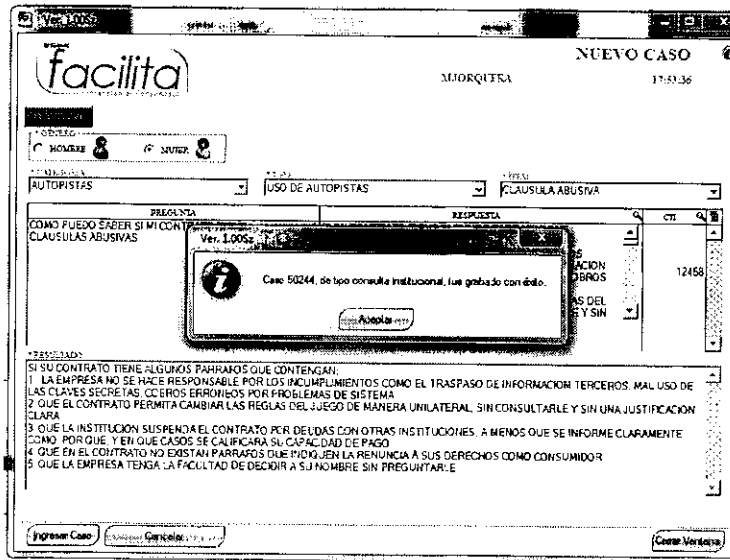 Ver. 1.00Sz
facilita
NUEVO CASO
MJORQUERA
17:53:36
GENERO
HOMBRE
MUJER
AUTOPISTAS
USO DE AUTOPISTAS
CLAUSULA ABUSIVA
PREGUNTA
RESPUESTA
CTI
COMO PUEDO SABER SI MI CONT
CLAUSULAS ABUSIVAS
12458
Ver. 1.00Sz
Caso 50244, de tipo consulta institucional, fue grabado con éxito.
Aceptar
RESULTADO
SI SU CONTRATO TIENE ALGUNOS PARRAFOS QUE CONTENGAN:
1 LA EMPRESA NO SE HACE RESPONSABLE POR LOS INCUMPLIMIENTOS COMO EL TRASPASO DE INFORMACION TERCEROS, MAL USO DE
LAS CLAVES SECRETAS, COBROS ERRONEOS POR PROBLEMAS DE SISTEMA
2 QUE EL CONTRATO PERMITA CAMBIAR LAS REGLAS DEL JUEGO DE MANERA UNILATERAL, SIN CONSULTARLE Y SIN UNA JUSTIFICACION
CLARA
3 QUE LA INSTITUCION SUSPENDA EL CONTRATO POR DEUDAS CON OTRAS INSTITUCIONES, A MENOS QUE SE INFORME CLARAMENTE
COMO, POR QUE, Y EN QUE CASOS SE CALIFICARA SU CAPACIDAD DE PAGO
4 QUE EN EL CONTRATO NO EXISTAN PARRAFOS QUE INDIQUEN LA RENUNCIA A SUS DERECHOS COMO CONSUMIDOR
5 QUE LA EMPRESA TENGA LA FACULTAD DE DECIDIR A SU NOMBRE SIN PREGUNTARLE
Ingresar Caso
Cancelar
Cerrar Ventana